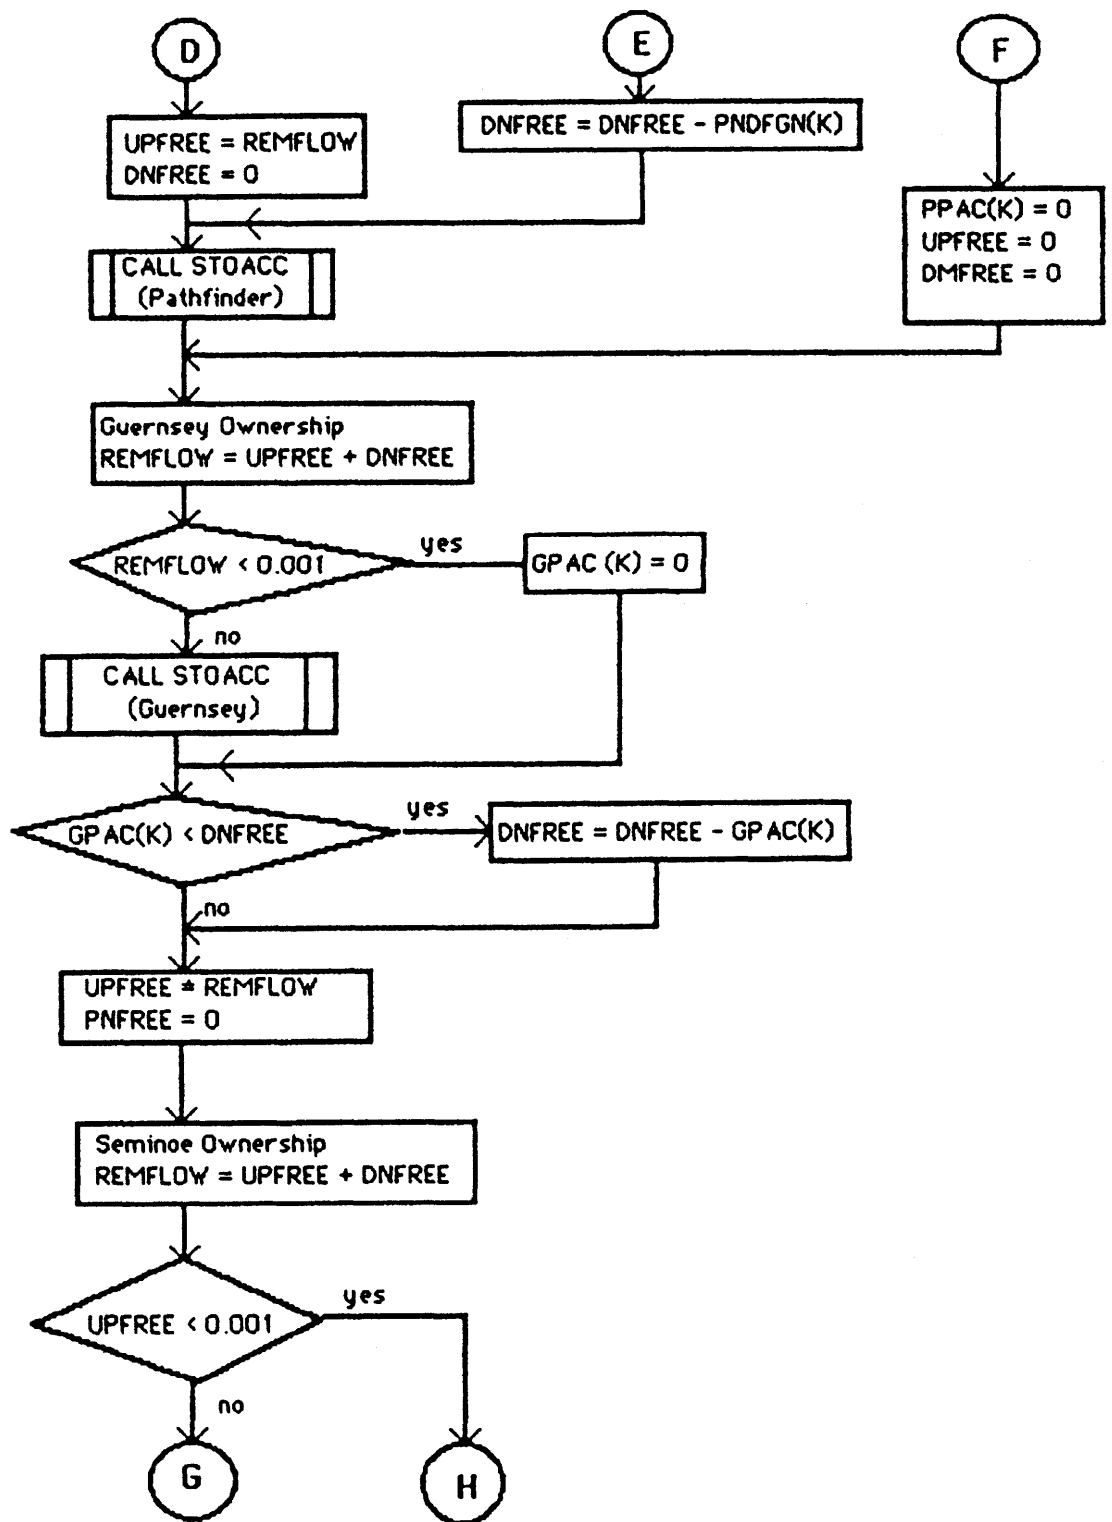 D
E
F
UPFREE = REMFLOW
DNFREE = 0
DNFREE = DNFREE - PNDFGN(K)
PPAC(K) = 0
UPFREE = 0
DMFREE = 0
CALL STOACC
(Pathfinder)
Guernsey Ownership
REMFLOW = UPFREE + DNFREE
REMFLOW < 0.001
yes
GPAC (K) = 0
no
CALL STOACC
(Guernsey)
GPAC(K) < DNFREE
yes
DNFREE = DNFREE - GPAC(K)
no
UPFREE = REMFLOW
PNFREE = 0
Seminoe Ownership
REMFLOW = UPFREE + DNFREE
UPFREE < 0.001
yes
no
G
H